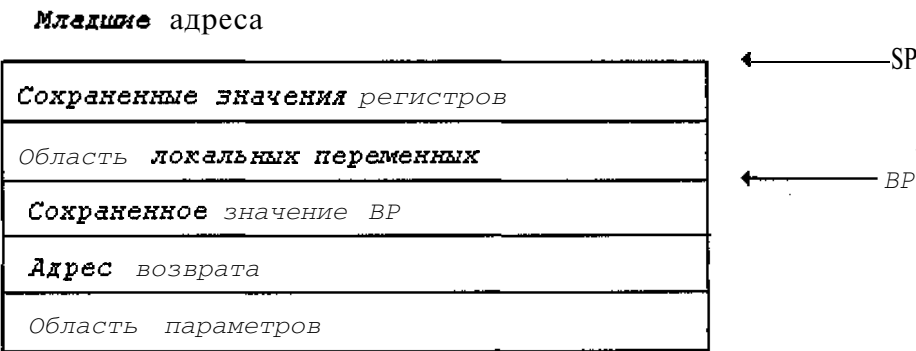 Младшие адреса
SP
Сохраненные значения регистров
Область локальных переменных
BP
Сохраненное значение BP
Адрес возврата
Область параметров